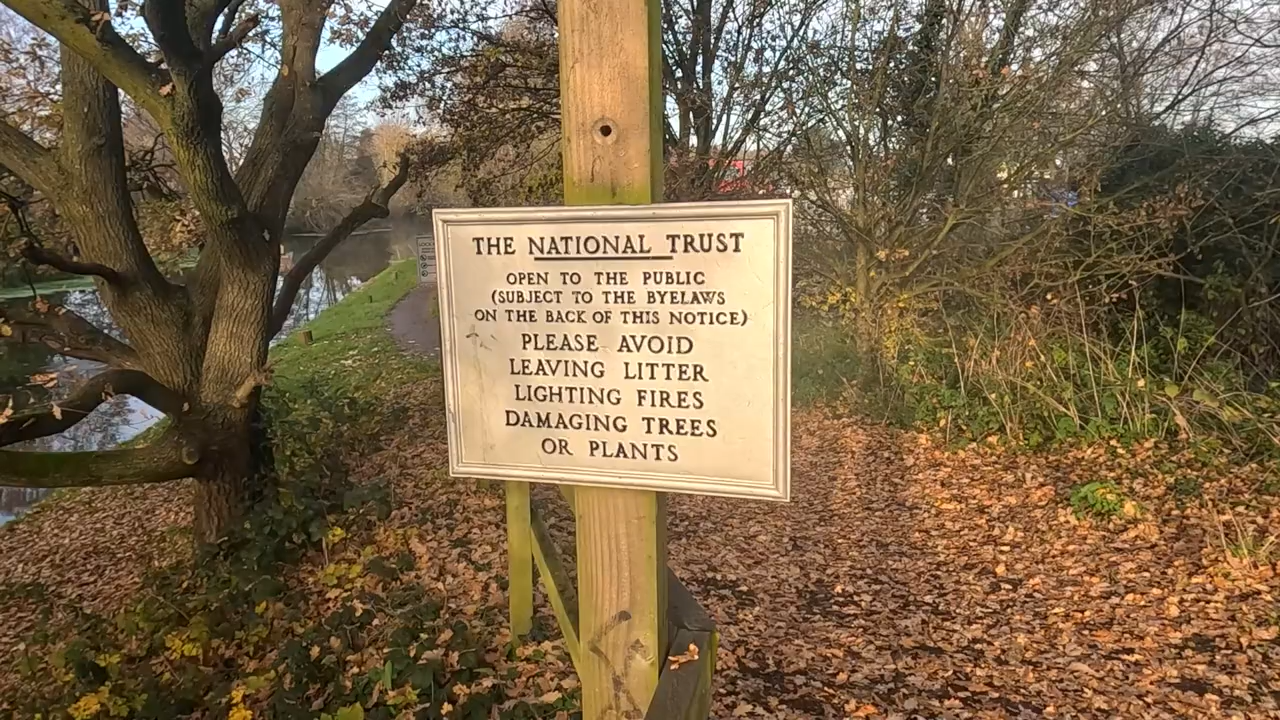 THE NATIONAL TRUST
OPEN TO THE PUBLIC
(SUBJECT TO THE BYELAWS
ON THE BACK OF THIS NOTICE)
PLEASE AVOID
LEAVING LITTER
LIGHTING FIRES
DAMAGING TREES
OR PLANTS